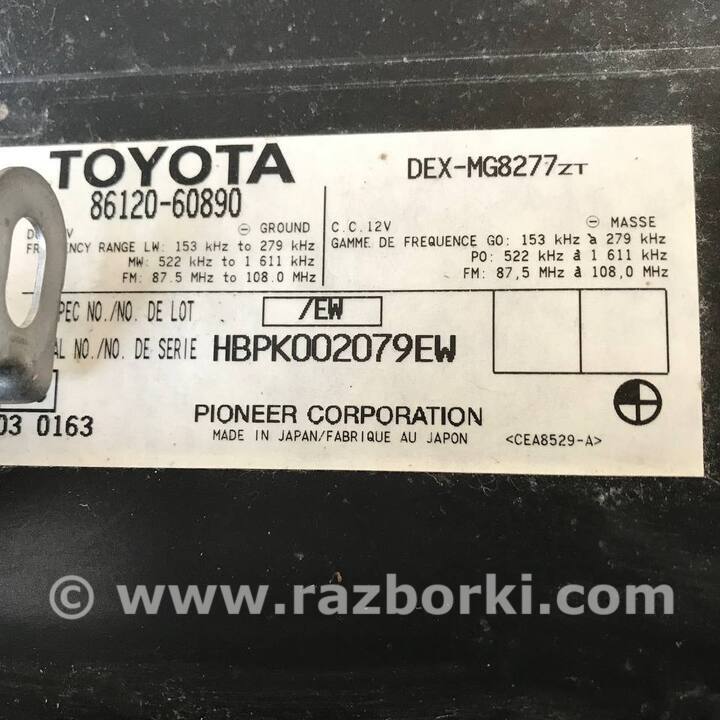 TOYOTA
86120-60890
DEX-MG8277ZT
⊖ GROUND
FREQUENCY RANGE LW: 153 kHz to 279 kHz
MW: 522 kHz to 1 611 kHz
FM: 87.5 MHz to 108.0 MHz
C.C.12V ⊖ MASSE
GAMME DE FREQUENCE GO: 153 kHz à 279 kHz
PO: 522 kHz à 1 611 kHz
FM: 87,5 MHz à 108,0 MHz
PEC NO./NO. DE LOT /EW
AL NO./NO. DE SERIE HBPK002079EW
03 0163
PIONEER CORPORATION
MADE IN JAPAN/FABRIQUE AU JAPON
<CEA8529-A>
© www.razborki.com